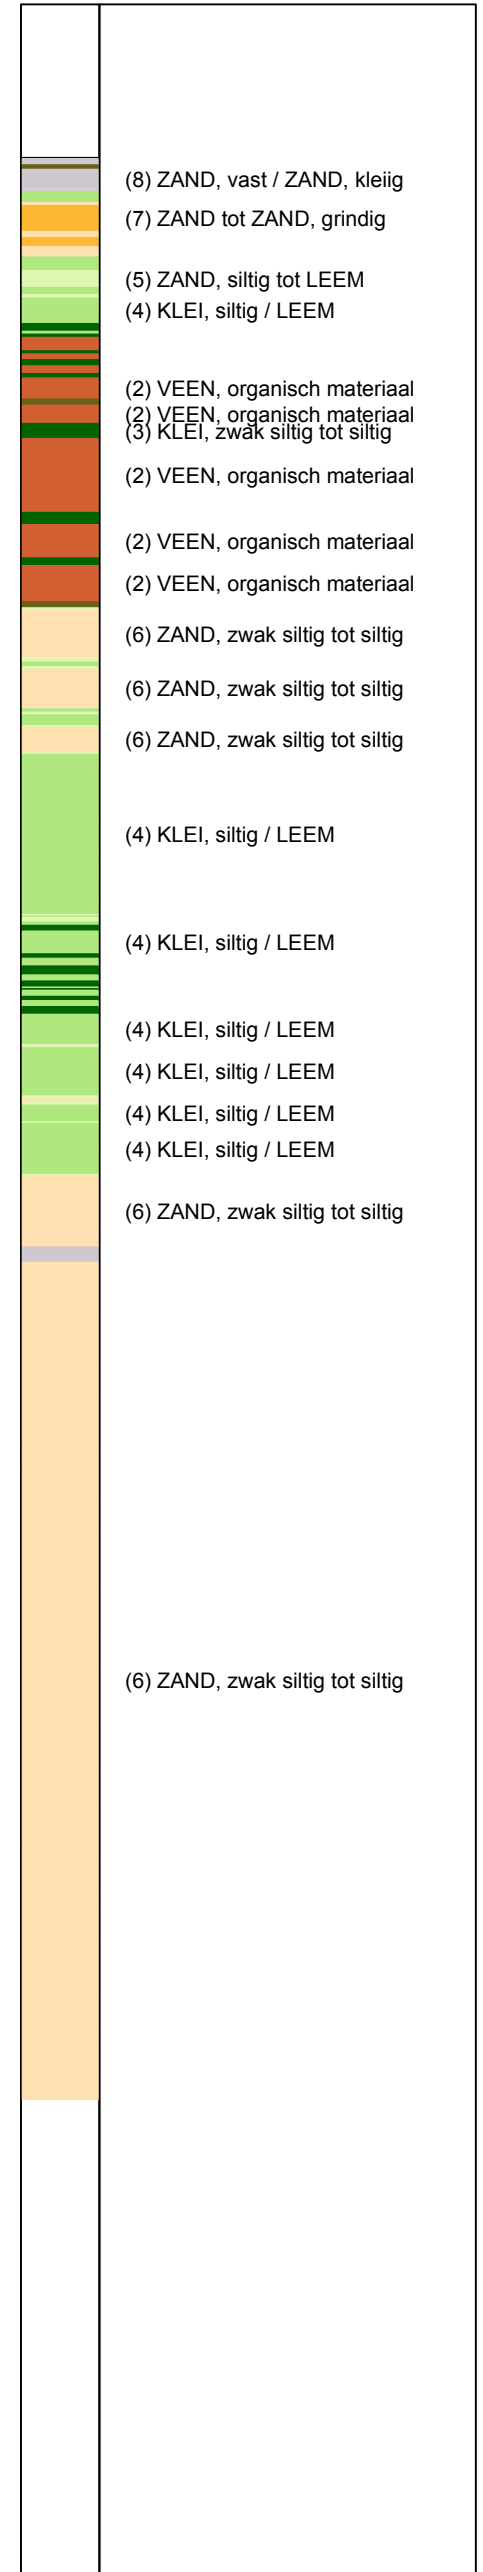 (8) ZAND, vast / ZAND, kleiig
(7) ZAND tot ZAND, grindig
(5) ZAND, siltig tot LEEM
(4) KLEI, siltig / LEEM
(2) VEEN, organisch materiaal
(2) VEEN, organisch materiaal
(3) KLEI, zwak siltig tot siltig
(2) VEEN, organisch materiaal
(2) VEEN, organisch materiaal
(2) VEEN, organisch materiaal
(6) ZAND, zwak siltig tot siltig
(6) ZAND, zwak siltig tot siltig
(6) ZAND, zwak siltig tot siltig
(4) KLEI, siltig / LEEM
(4) KLEI, siltig / LEEM
(4) KLEI, siltig / LEEM
(4) KLEI, siltig / LEEM
(4) KLEI, siltig / LEEM
(4) KLEI, siltig / LEEM
(6) ZAND, zwak siltig tot siltig
(6) ZAND, zwak siltig tot siltig